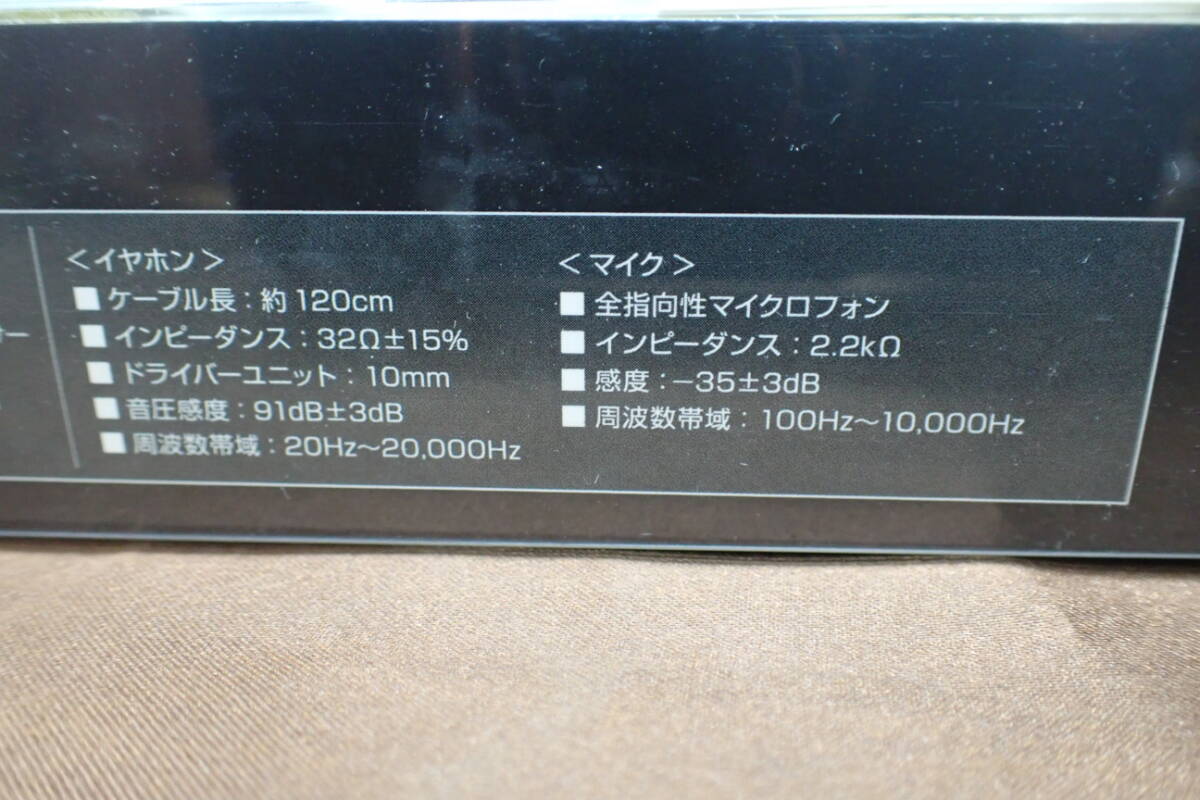 ＜イヤホン＞
■ケーブル長：約120cm
■インピーダンス：32Ω±15%
■ドライバーユニット：10mm
■音圧感度：91dB±3dB
■周波数帯域：20Hz～20,000Hz
＜マイク＞
■全指向性マイクロフォン
■インピーダンス：2.2kΩ
■感度：−35±3dB
■周波数帯域：100Hz～10,000Hz